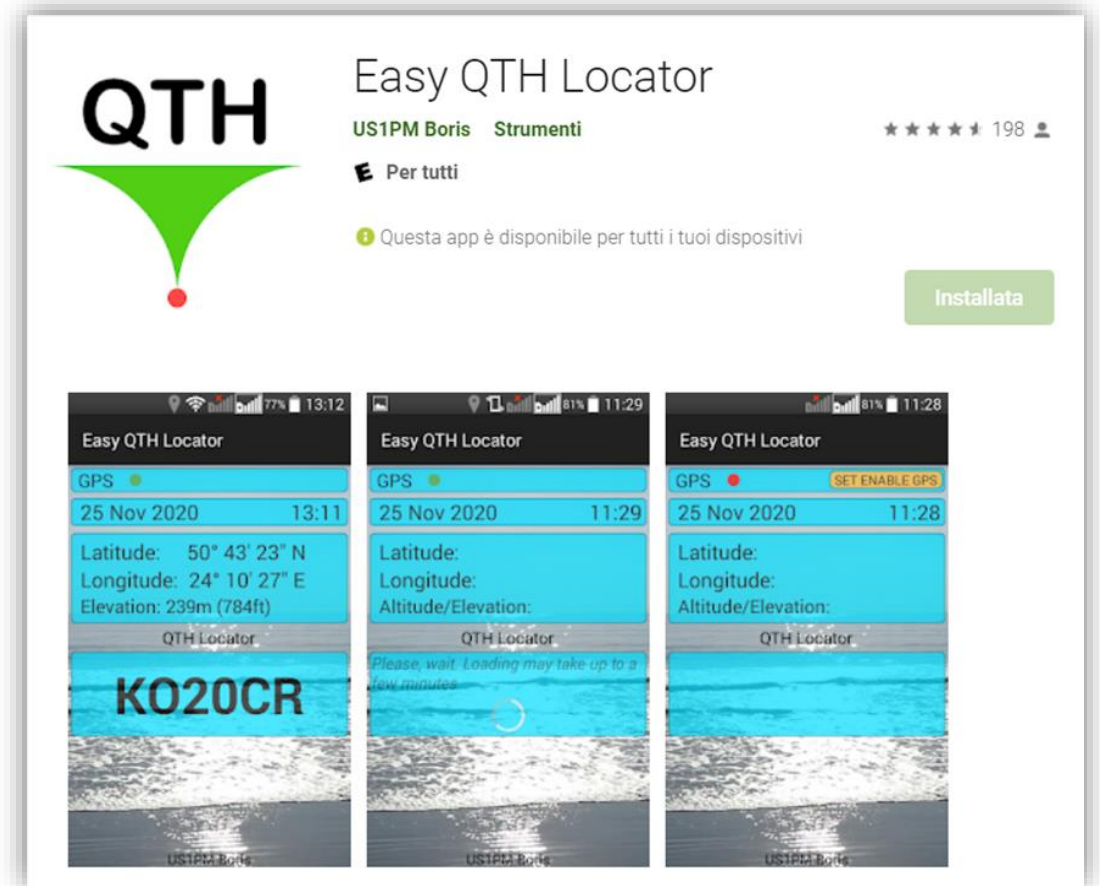 QTH
Easy QTH Locator
US1PM Boris Strumenti
198
E Per tutti
Questa app è disponibile per tutti i tuoi dispositivi
Installata
77% 13:12
Easy QTH Locator
GPS
25 Nov 2020 13:11
Latitude: 50° 43' 23" N
Longitude: 24° 10' 27" E
Elevation: 239m (784ft)
QTH Locator
KO20CR
US1PM Boris
81% 11:29
Easy QTH Locator
GPS
25 Nov 2020 11:29
Latitude:
Longitude:
Altitude/Elevation:
QTH Locator
Please, wait. Loading may take up to a
few minutes
US1PM Boris
81% 11:28
Easy QTH Locator
GPS SET ENABLE GPS
25 Nov 2020 11:28
Latitude:
Longitude:
Altitude/Elevation:
QTH Locator
US1PM Boris